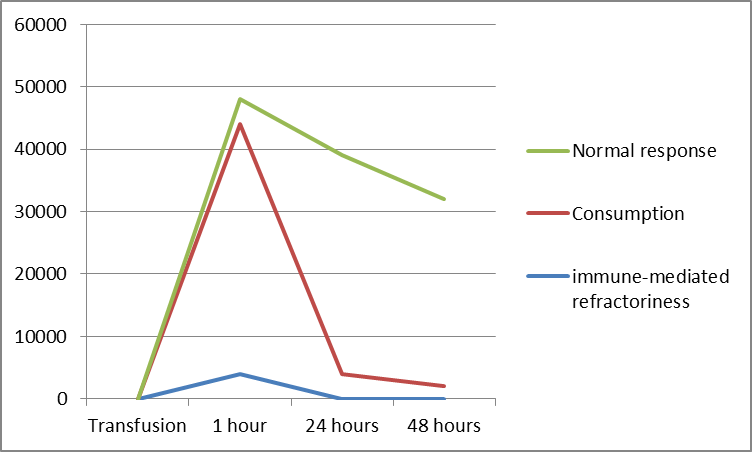 60000
50000
40000
30000
20000
10000
0
Transfusion
1 hour
24 hours
48 hours
Normal response
Consumption
immune-mediated
refractoriness